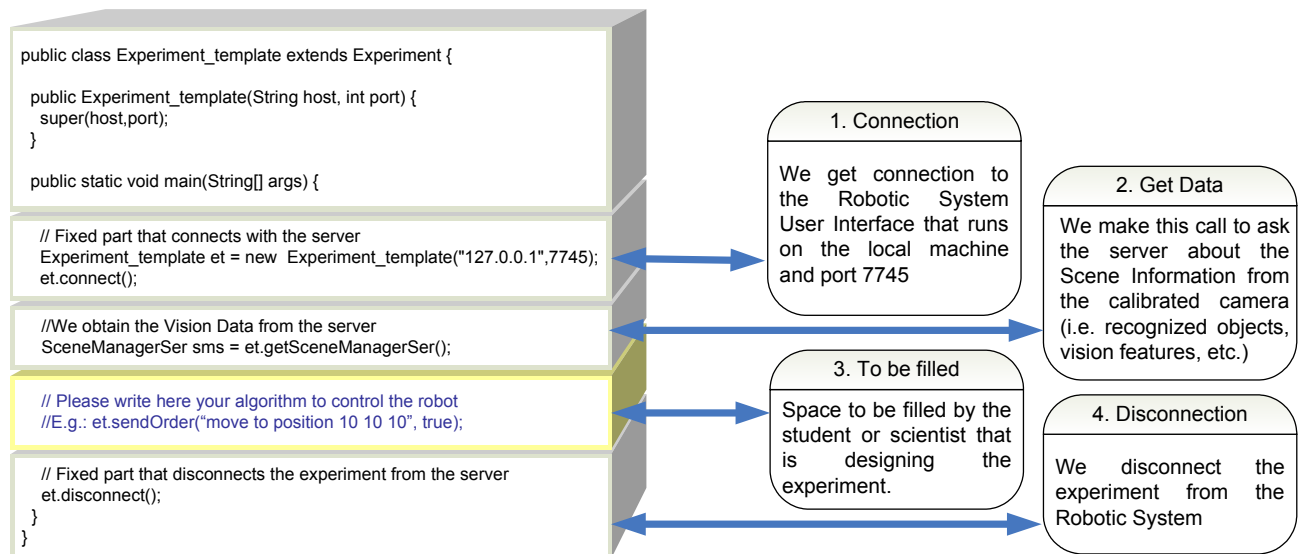 public class Experiment_template extends Experiment {
public Experiment_template(String host, int port) {
super(host,port);
}
public static void main(String[] args) {
// Fixed part that connects with the server
Experiment_template et = new Experiment_template("127.0.0.1",7745);
et.connect();
//We obtain the Vision Data from the server
SceneManagerSer sms = et.getSceneManagerSer();
// Please write here your algorithm to control the robot
//E.g.: et.sendOrder(“move to position 10 10 10”, true);
// Fixed part that disconnects the experiment from the server
et.disconnect();
}
}
1. Connection
We get connection to
the Robotic System
User Interface that runs
on the local machine
and port 7745
2. Get Data
We make this call to ask
the server about the
Scene Information from
the calibrated camera
(i.e. recognized objects,
vision features, etc.)
3. To be filled
Space to be filled by the
student or scientist that
is designing the
experiment.
4. Disconnection
We disconnect the
experiment from the
Robotic System